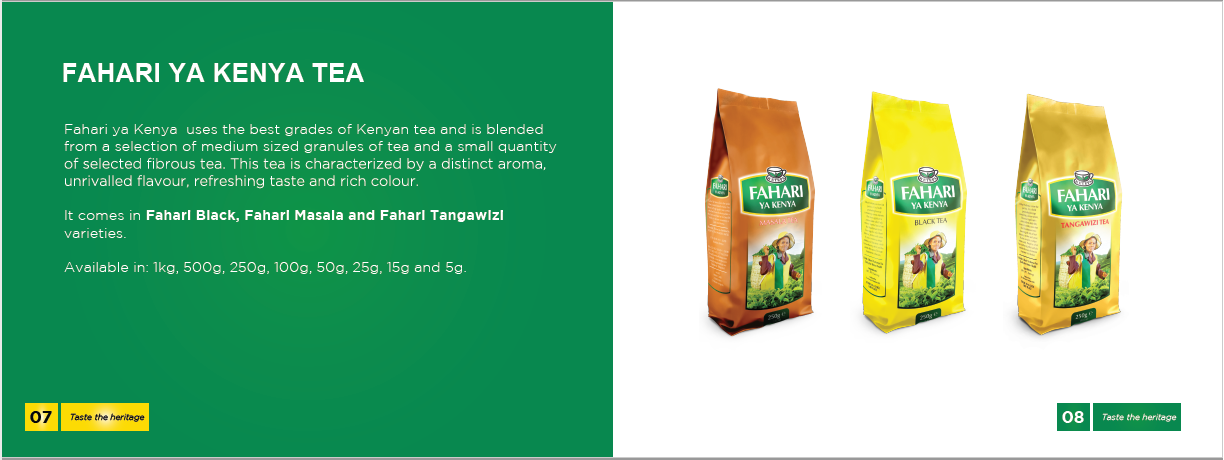 FAHARI YA KENYA TEA
Fahari ya Kenya uses the best grades of Kenyan tea and is blended
from a selection of medium sized granules of tea and a small quantity
of selected fibrous tea. This tea is characterized by a distinct aroma,
unrivalled flavour, refreshing taste and rich colour.
It comes in Fahari Black, Fahari Masala and Fahari Tangawizi
varieties.
Available in: 1kg, 500g, 250g, 100g, 50g, 25g, 15g and 5g.
07 Taste the heritage
FAHARI
YA KENYA
250g e
FAHARI
YA KENYA
BLACK TEA
250g e
FAHARI
YA KENYA
TANGAWIZI TEA
250g e
08 Taste the heritage